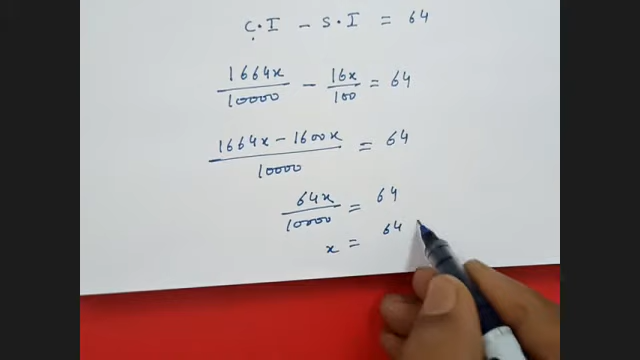 C.I - S.I = 64
1664x/10000 - 16x/100 = 64
1664x - 1600x/10000 = 64
64x/10000 = 64
x = 64